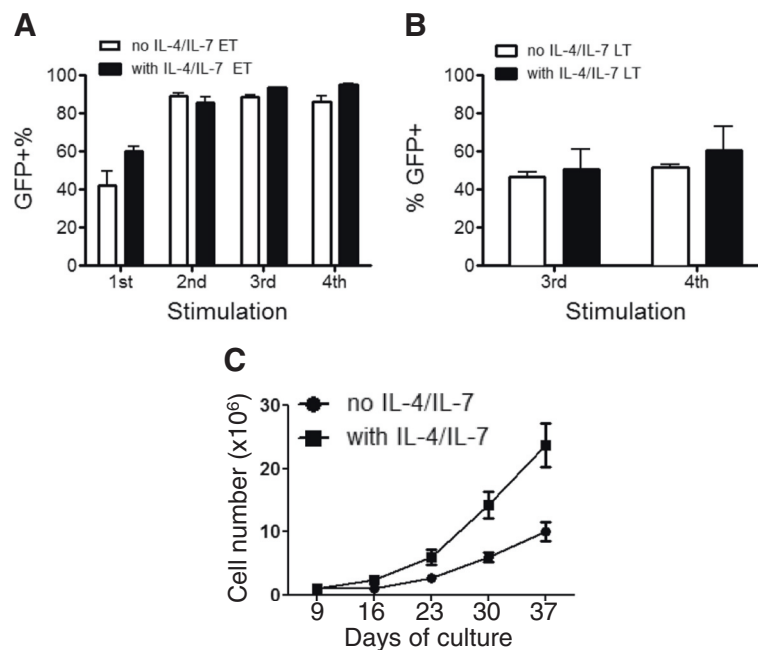 A
no IL-4/IL-7 ET
with IL-4/IL-7 ET
GFP+%
100
80
60
40
20
0
1st 2nd 3rd 4th
Stimulation
B
no IL-4/IL-7 LT
with IL-4/IL-7 LT
% GFP+
100
80
60
40
20
0
3rd 4th
Stimulation
C
no IL-4/IL-7
with IL-4/IL-7
Cell number (x10⁶)
30
20
10
0
9 16 23 30 37
Days of culture